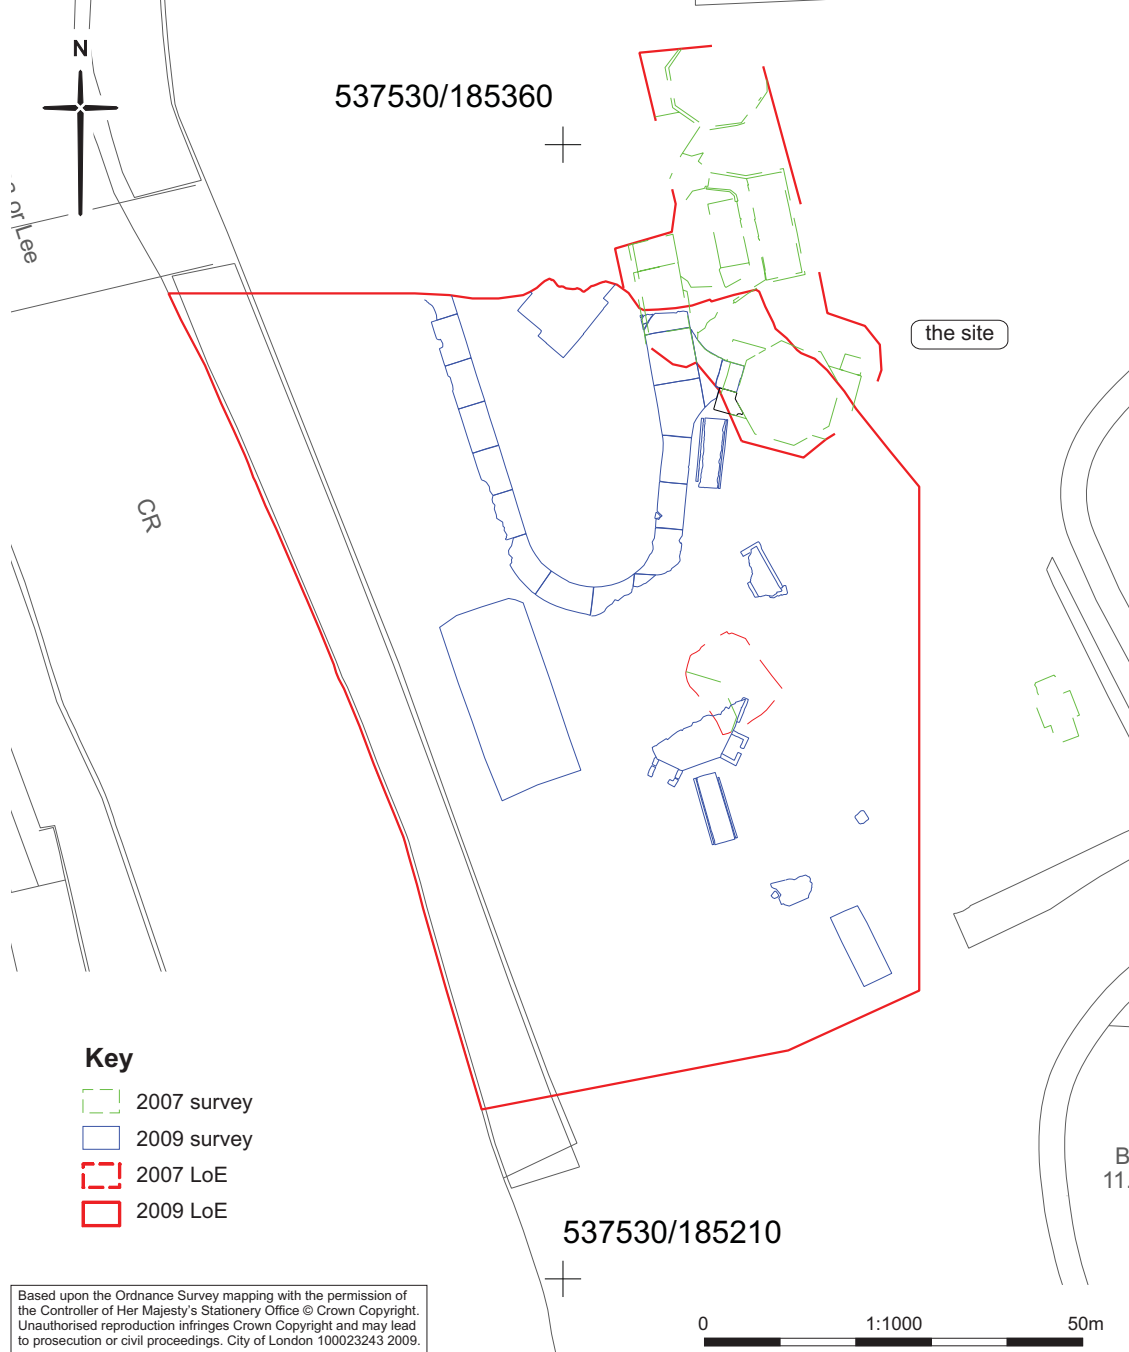 N
537530/185360
or Lee
the site
CR
Key
2007 survey
2009 survey
2007 LoE
2009 LoE
B
11.
537530/185210
Based upon the Ordnance Survey mapping with the permission of
the Controller of Her Majesty's Stationery Office © Crown Copyright.
Unauthorised reproduction infringes Crown Copyright and may lead
to prosecution or civil proceedings. City of London 100023243 2009.
0 1:1000 50m